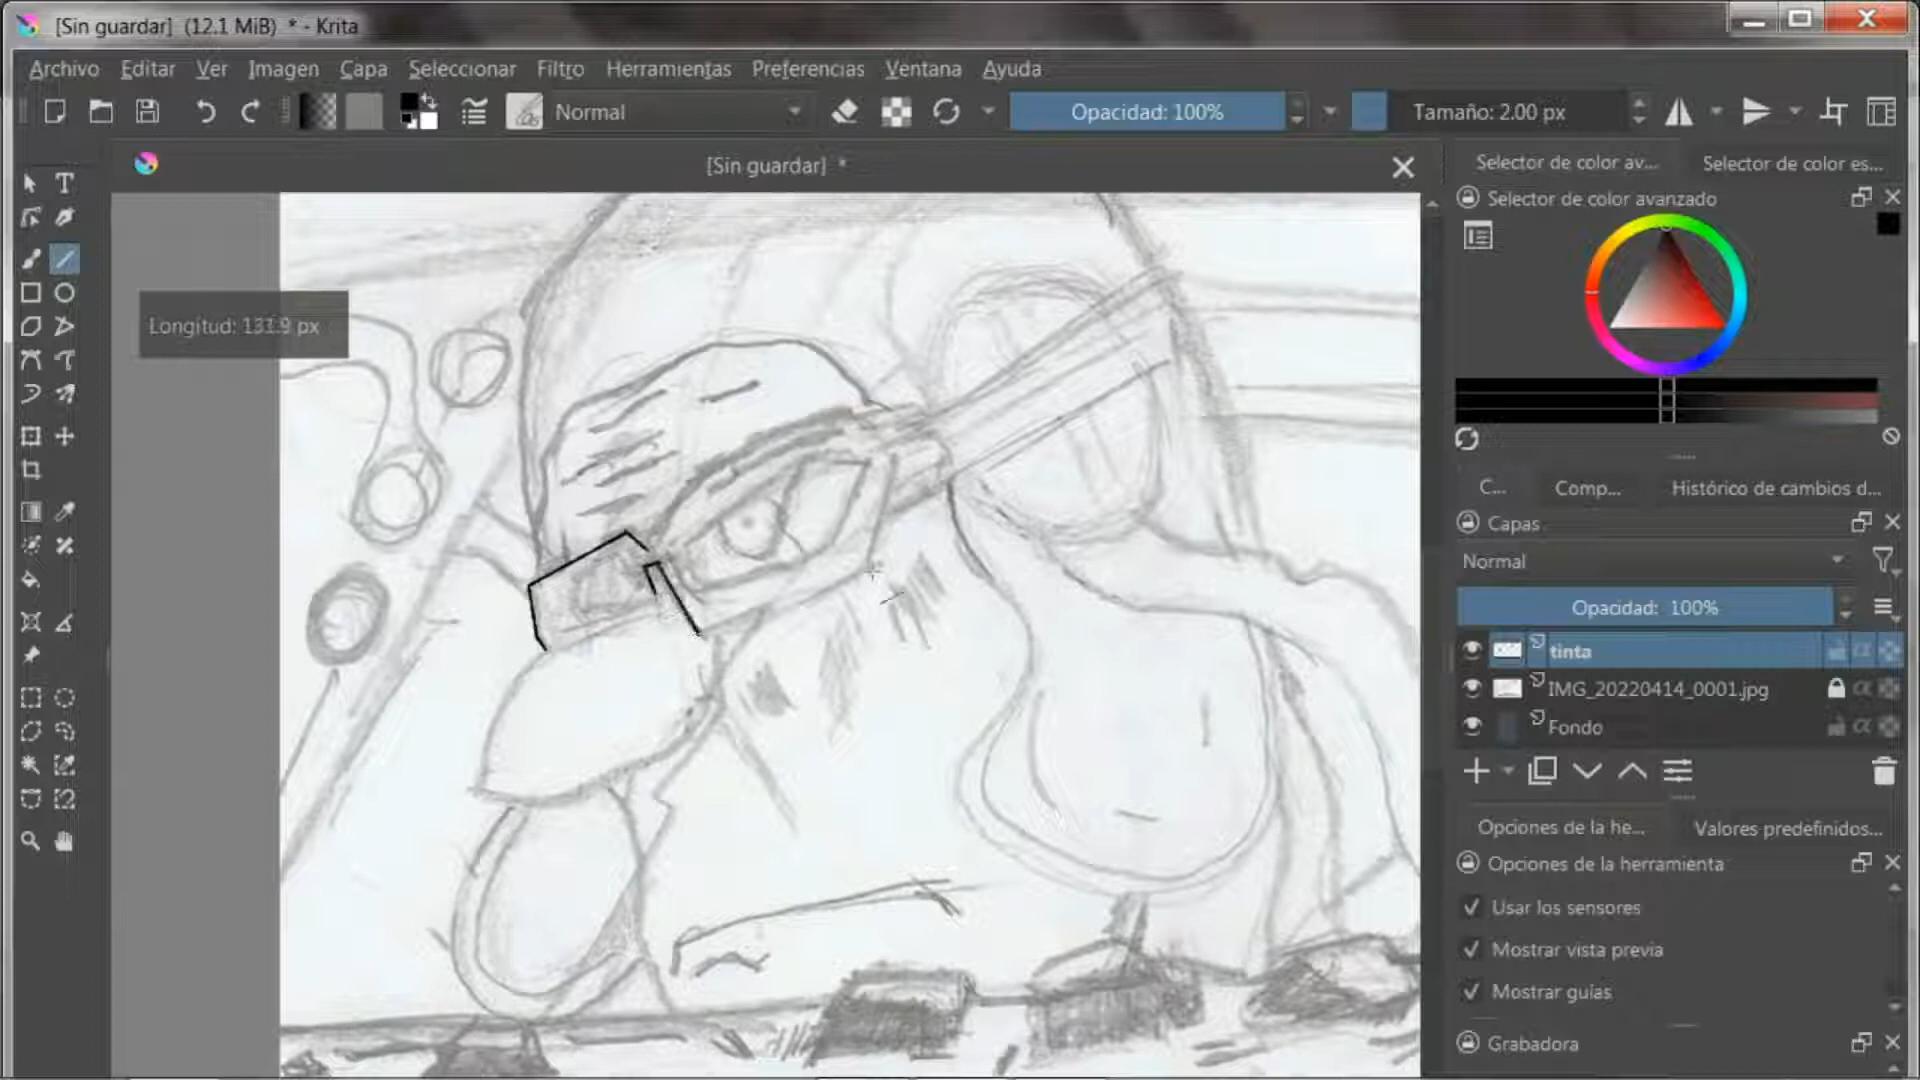 [Sin guardar] (12.1 MiB) * - Krita
Archivo Editar Ver Imagen Capa Seleccionar Filtro Herramientas Preferencias Ventana Ayuda
Normal Opacidad: 100% Tamaño: 2.00 px
[Sin guardar] *
Selector de color av... Selector de color es...
Selector de color avanzado
Longitud: 133.9 px
C... Comp... Histórico de cambios d...
Capas
Normal
Opacidad: 100%
tinta
IMG_20220414_0001.jpg
Fondo
Opciones de la he... Valores predefinidos...
Opciones de la herramienta
Usar los sensores
Mostrar vista previa
Mostrar guías
Grabadora